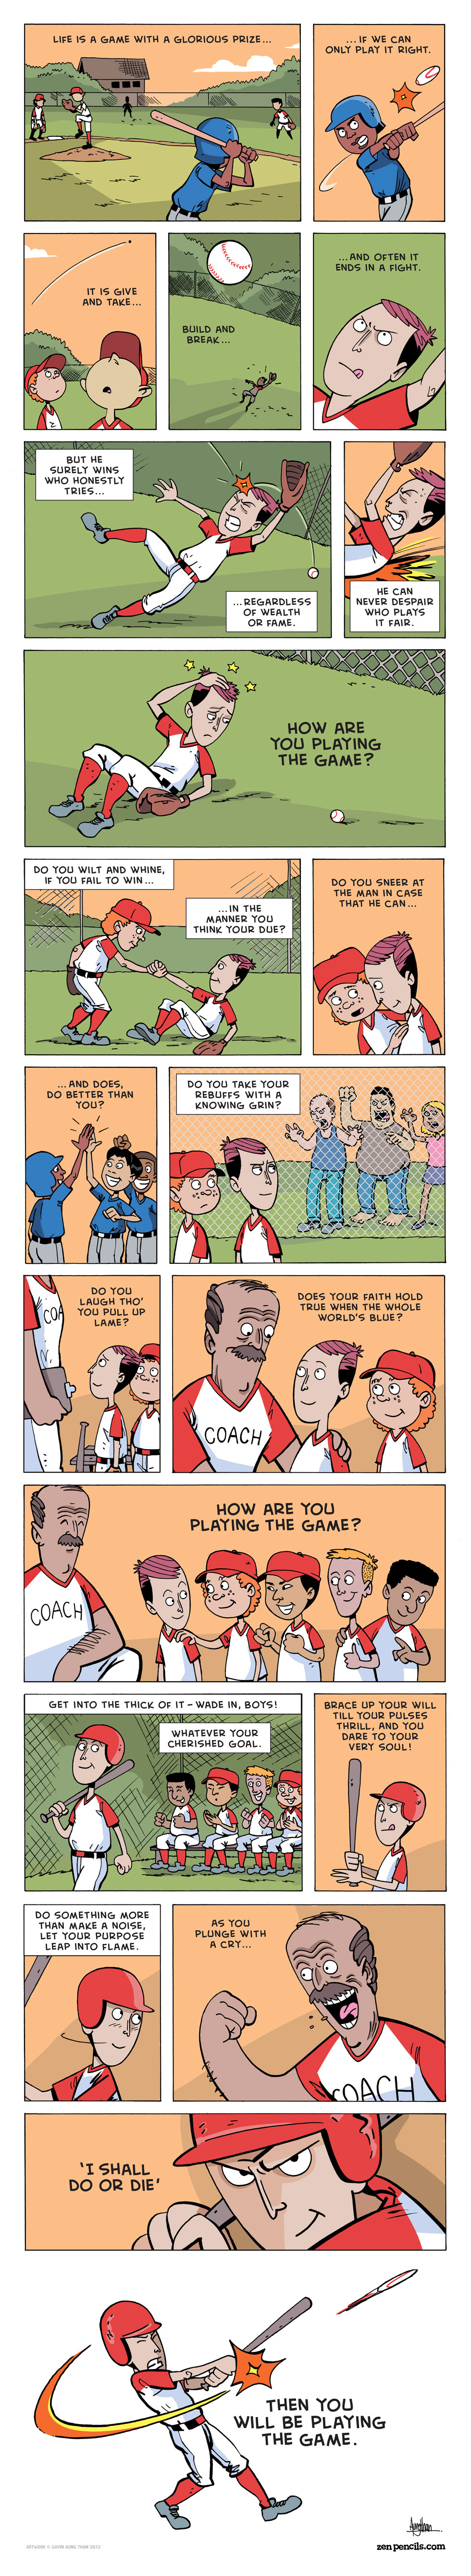 LIFE IS A GAME WITH A GLORIOUS PRIZE...
...IF WE CAN
ONLY PLAY IT RIGHT.
IT IS GIVE
AND TAKE...
BUILD AND
BREAK...
...AND OFTEN IT
ENDS IN A FIGHT.
BUT HE
SURELY WINS
WHO HONESTLY
TRIES...
...REGARDLESS
OF WEALTH
OR FAME.
HE CAN
NEVER DESPAIR
WHO PLAYS
IT FAIR.
HOW ARE
YOU PLAYING
THE GAME?
DO YOU WILT AND WHINE,
IF YOU FAIL TO WIN...
...IN THE
MANNER YOU
THINK YOUR DUE?
DO YOU SNEER AT
THE MAN IN CASE
THAT HE CAN...
...AND DOES,
DO BETTER THAN
YOU?
DO YOU TAKE YOUR
REBUFFS WITH A
KNOWING GRIN?
COA
DO YOU
LAUGH THO'
YOU PULL UP
LAME?
DOES YOUR FAITH HOLD
TRUE WHEN THE WHOLE
WORLD'S BLUE?
COACH
HOW ARE YOU
PLAYING THE GAME?
COACH
GET INTO THE THICK OF IT - WADE IN, BOYS!
WHATEVER YOUR
CHERISHED GOAL.
BRACE UP YOUR WILL
TILL YOUR PULSES
THRILL, AND YOU
DARE TO YOUR
VERY SOUL!
DO SOMETHING MORE
THAN MAKE A NOISE,
LET YOUR PURPOSE
LEAP INTO FLAME.
AS YOU
PLUNGE WITH
A CRY...
COACH
'I SHALL
DO OR DIE'
THEN YOU
WILL BE PLAYING
THE GAME.
ARTWORK © GAVIN AUNG THAN 2013
zenpencils.com